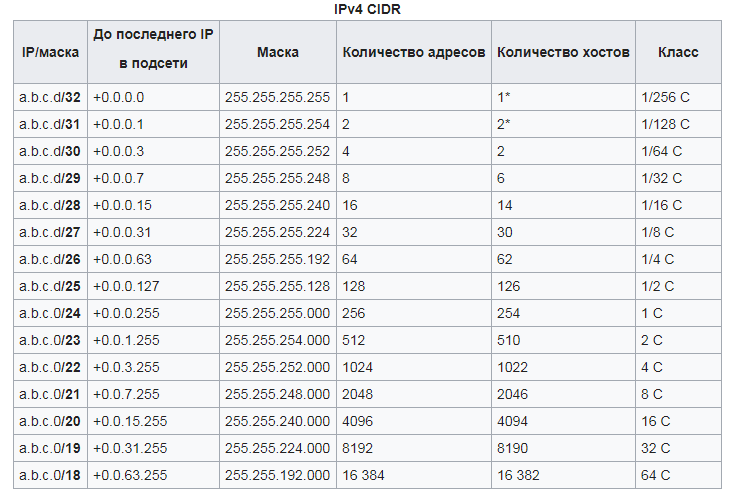 IPv4 CIDR
IP/маска До последнего IP в подсети Маска Количество адресов Количество хостов Класс
a.b.c.d/32 +0.0.0.0 255.255.255.255 1 1* 1/256 C
a.b.c.d/31 +0.0.0.1 255.255.255.254 2 2* 1/128 C
a.b.c.d/30 +0.0.0.3 255.255.255.252 4 2 1/64 C
a.b.c.d/29 +0.0.0.7 255.255.255.248 8 6 1/32 C
a.b.c.d/28 +0.0.0.15 255.255.255.240 16 14 1/16 C
a.b.c.d/27 +0.0.0.31 255.255.255.224 32 30 1/8 C
a.b.c.d/26 +0.0.0.63 255.255.255.192 64 62 1/4 C
a.b.c.d/25 +0.0.0.127 255.255.255.128 128 126 1/2 C
a.b.c.0/24 +0.0.0.255 255.255.255.000 256 254 1 C
a.b.c.0/23 +0.0.1.255 255.255.254.000 512 510 2 C
a.b.c.0/22 +0.0.3.255 255.255.252.000 1024 1022 4 C
a.b.c.0/21 +0.0.7.255 255.255.248.000 2048 2046 8 C
a.b.c.0/20 +0.0.15.255 255.255.240.000 4096 4094 16 C
a.b.c.0/19 +0.0.31.255 255.255.224.000 8192 8190 32 C
a.b.c.0/18 +0.0.63.255 255.255.192.000 16 384 16 382 64 C